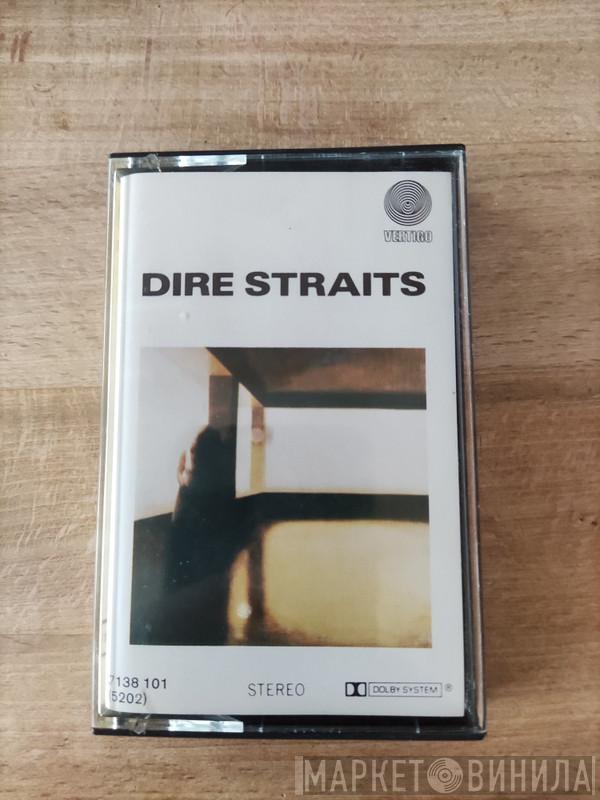 VERTIGO
DIRE STRAITS
7138 101
(5202)
STEREO
DOLBY SYSTEM ®
МАРКЕТ ВИНИЛА